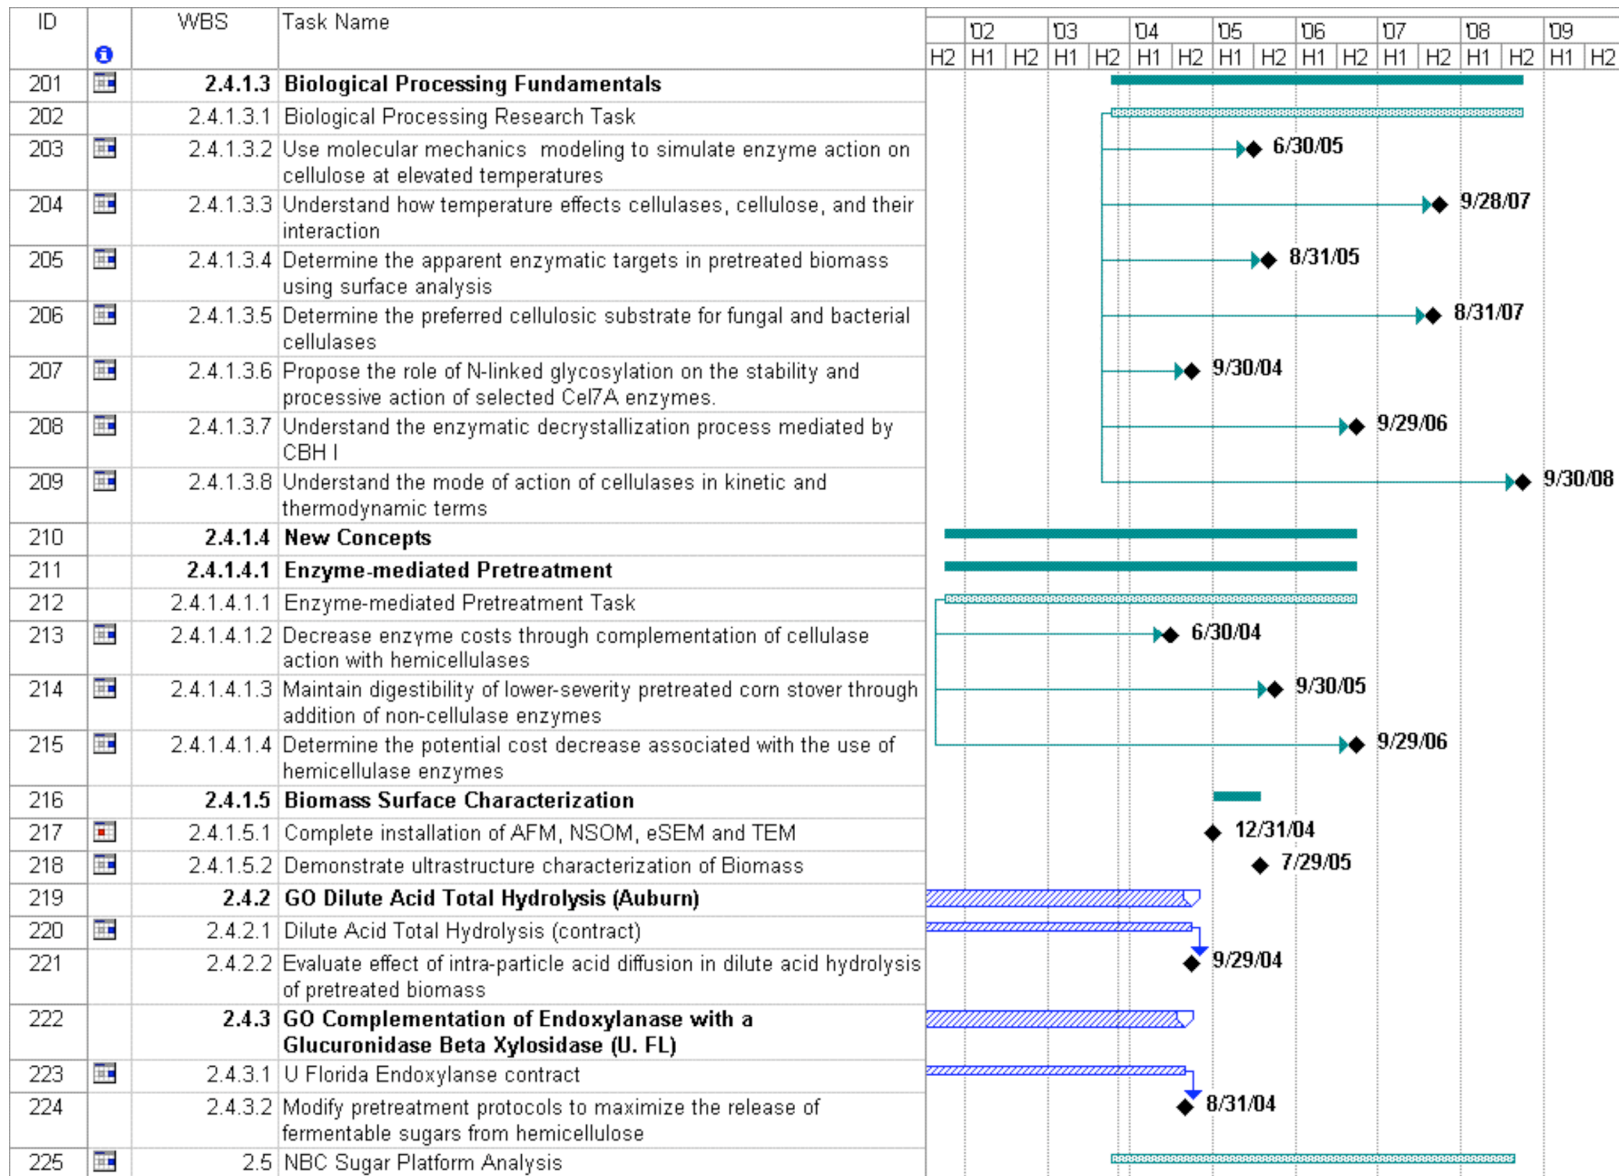 ID WBS Task Name '02 '03 '04 '05 '06 '07 '08 '09
H2 H1 H2 H1 H2 H1 H2 H1 H2 H1 H2 H1 H2 H1 H2 H1 H2
201 2.4.1.3 Biological Processing Fundamentals
202 2.4.1.3.1 Biological Processing Research Task
203 2.4.1.3.2 Use molecular mechanics modeling to simulate enzyme action on 6/30/05
cellulose at elevated temperatures
204 2.4.1.3.3 Understand how temperature effects cellulases, cellulose, and their 9/28/07
interaction
205 2.4.1.3.4 Determine the apparent enzymatic targets in pretreated biomass 8/31/05
using surface analysis
206 2.4.1.3.5 Determine the preferred cellulosic substrate for fungal and bacterial 8/31/07
cellulases
207 2.4.1.3.6 Propose the role of N-linked glycosylation on the stability and 9/30/04
processive action of selected Cel7A enzymes.
208 2.4.1.3.7 Understand the enzymatic decrystallization process mediated by 9/29/06
CBH I
209 2.4.1.3.8 Understand the mode of action of cellulases in kinetic and 9/30/08
thermodynamic terms
210 2.4.1.4 New Concepts
211 2.4.1.4.1 Enzyme-mediated Pretreatment
212 2.4.1.4.1.1 Enzyme-mediated Pretreatment Task
213 2.4.1.4.1.2 Decrease enzyme costs through complementation of cellulase 6/30/04
action with hemicellulases
214 2.4.1.4.1.3 Maintain digestibility of lower-severity pretreated corn stover through 9/30/05
addition of non-cellulase enzymes
215 2.4.1.4.1.4 Determine the potential cost decrease associated with the use of 9/29/06
hemicellulase enzymes
216 2.4.1.5 Biomass Surface Characterization
217 2.4.1.5.1 Complete installation of AFM, NSOM, eSEM and TEM 12/31/04
218 2.4.1.5.2 Demonstrate ultrastructure characterization of Biomass 7/29/05
219 2.4.2 GO Dilute Acid Total Hydrolysis (Auburn)
220 2.4.2.1 Dilute Acid Total Hydrolysis (contract)
221 2.4.2.2 Evaluate effect of intra-particle acid diffusion in dilute acid hydrolysis 9/29/04
of pretreated biomass
222 2.4.3 GO Complementation of Endoxylanase with a
Glucuronidase Beta Xylosidase (U. FL)
223 2.4.3.1 U Florida Endoxylanse contract
224 2.4.3.2 Modify pretreatment protocols to maximize the release of 8/31/04
fermentable sugars from hemicellulose
225 2.5 NBC Sugar Platform Analysis